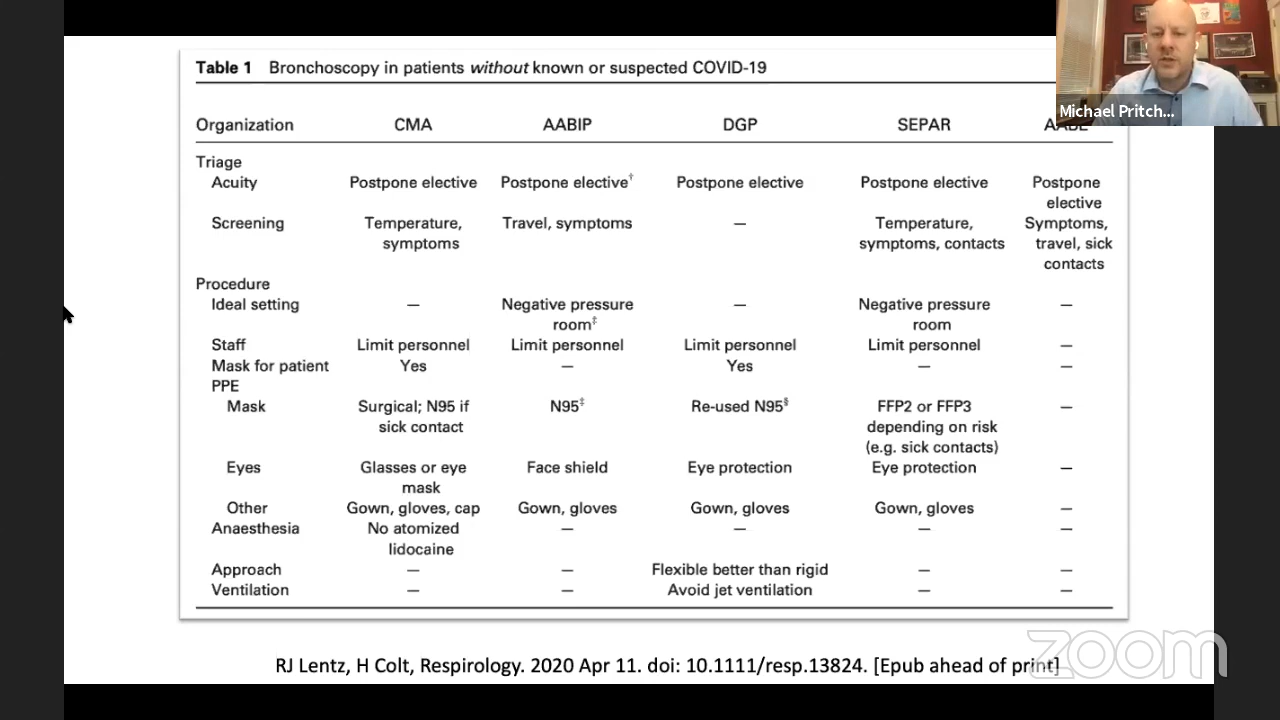 Michael Pritch...
Table 1 Bronchoscopy in patients without known or suspected COVID-19
Organization CMA AABIP DGP SEPAR
Triage
Acuity Postpone elective Postpone elective† Postpone elective Postpone elective Postpone
elective
Screening Temperature, Travel, symptoms — Temperature, Symptoms,
symptoms symptoms, contacts travel, sick
contacts
Procedure
Ideal setting — Negative pressure — Negative pressure —
room‡ room
Staff Limit personnel Limit personnel Limit personnel Limit personnel —
Mask for patient Yes — Yes — —
PPE
Mask Surgical; N95 if N95‡ Re-used N95§ FFP2 or FFP3 —
sick contact depending on risk
(e.g. sick contacts)
Eyes Glasses or eye Face shield Eye protection Eye protection —
mask
Other Gown, gloves, cap Gown, gloves Gown, gloves Gown, gloves —
Anaesthesia No atomized — — — —
lidocaine
Approach — — Flexible better than rigid — —
Ventilation — — Avoid jet ventilation — —
RJ Lentz, H Colt, Respirology. 2020 Apr 11. doi: 10.1111/resp.13824. [Epub ahead of print]
zoom